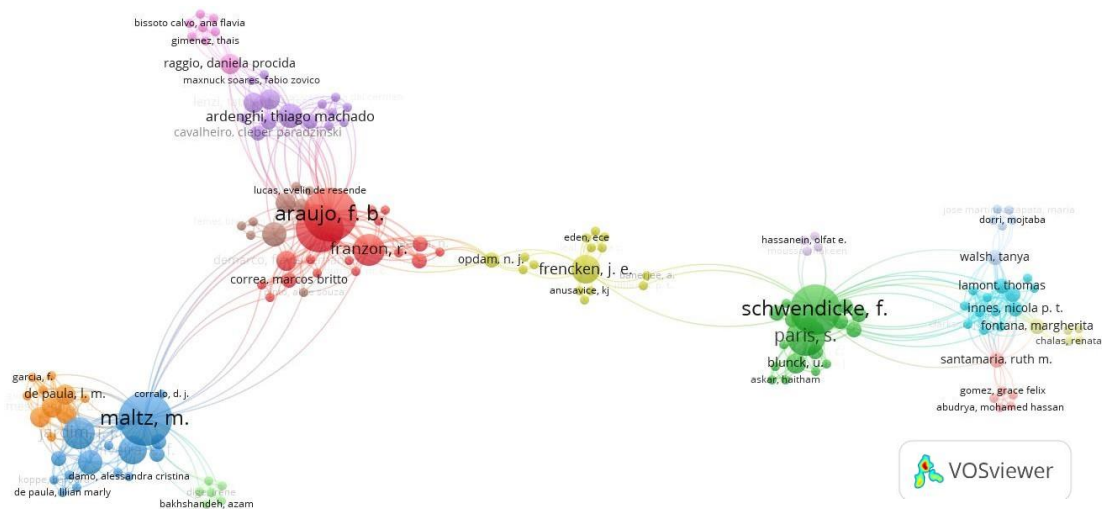 bissoto calvo, ana flavia
gimenez, thais
raggio, daniela procida
maxnuck soares, fabio zovico
ardenghi, thiago machado
cavalheiro, cleber paradzinski
lucas, evelin de resende
araujo, f. b.
franzon, r.
correa, marcos britto
opdam, n. j.
eden, ece
frencken, j. e.
anusavice, kj
banerjee, a.
hassanein, olfat e.
schwendicke, f.
paris, s.
blunck, u.
askar, haitham
dorri, mojtaba
walsh, tanya
lamont, thomas
innes, nicola p. t.
fontana, margherita
chalas, renata
santamaria, ruth m.
gomez, grace felix
abudrya, mohamed hassan
garcia, f.
de paula, l. m.
corralo, d. j.
maltz, m.
damo, alessandra cristina
de paula, lilian marly
bakhshandeh, azam
VOSviewer